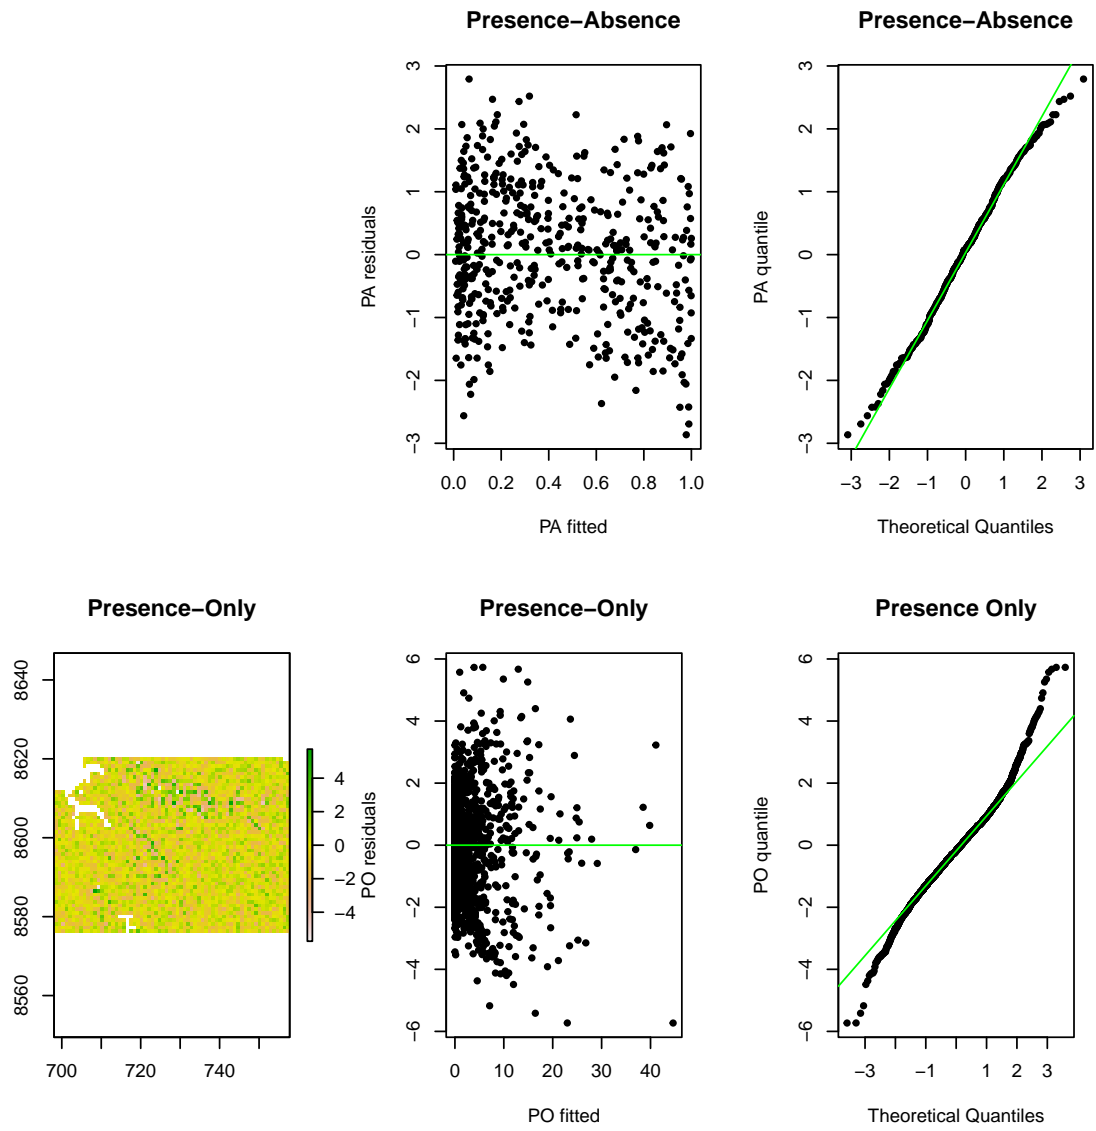 Presence−Absence
PA residuals
3
2
1
0
−1
−2
−3
0.0 0.2 0.4 0.6 0.8 1.0
PA fitted
Presence−Absence
PA quantile
3
2
1
0
−1
−2
−3
−3 −2 −1 0 1 2 3
Theoretical Quantiles
Presence−Only
8640
8620
8600
8580
8560
700 720 740
4
2
0
−2
−4
Presence−Only
PO residuals
6
4
2
0
−2
−4
−6
0 10 20 30 40
PO fitted
Presence Only
PO quantile
6
4
2
0
−2
−4
−6
−3 −1 1 2 3
Theoretical Quantiles